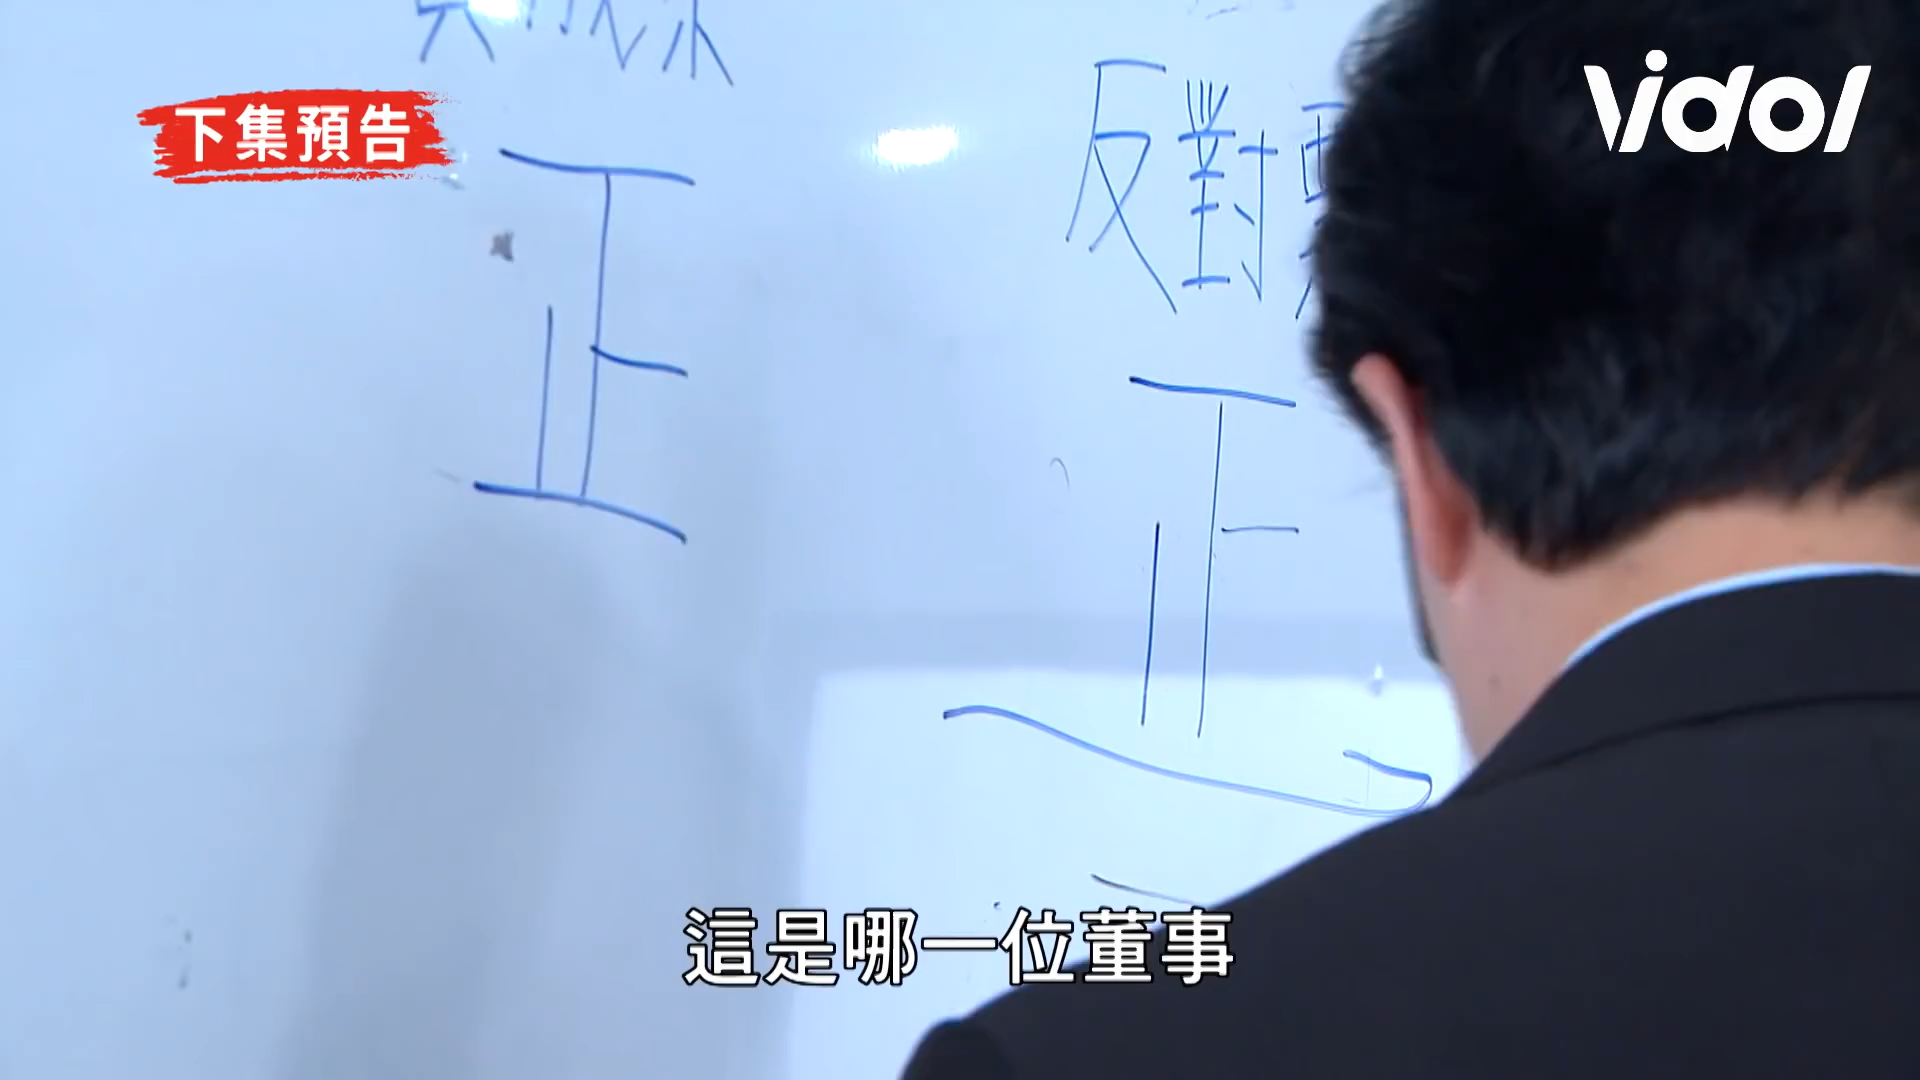 下集預告
Vidol
反對
正
正
這是哪一位董事